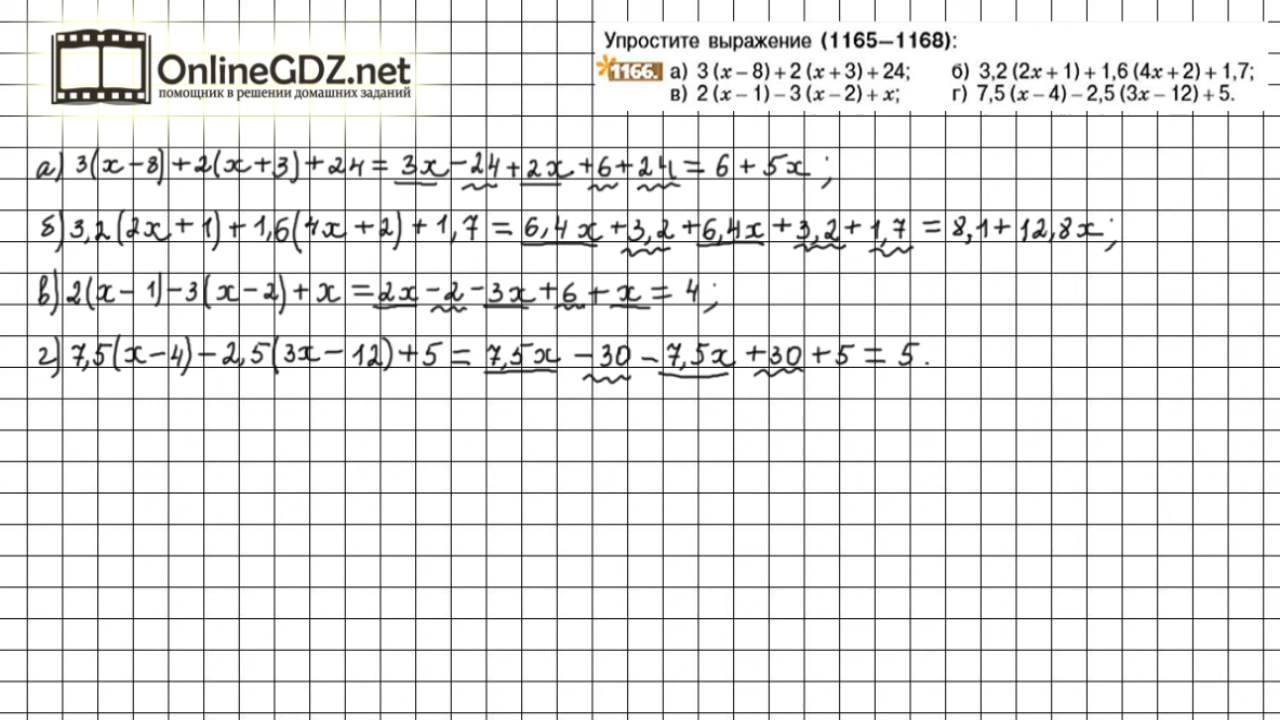 OnlineGDZ.net
помощник в решении домашних заданий
Упростите выражение (1165—1168):
1166. а) 3 (x − 8) + 2 (x + 3) + 24; б) 3,2 (2x + 1) + 1,6 (4x + 2) + 1,7;
в) 2 (x − 1) − 3 (x − 2) + x; г) 7,5 (x − 4) − 2,5 (3x − 12) + 5.
а) 3(x−8)+2(x+3)+24 = 3x−24+2x+6+24 = 6+5x;
б) 3,2(2x+1)+1,6(4x+2)+1,7 = 6,4x+3,2+6,4x+3,2+1,7 = 8,1+12,8x;
в) 2(x−1)−3(x−2)+x = 2x−2−3x+6+x = 4;
г) 7,5(x−4)−2,5(3x−12)+5 = 7,5x−30−7,5x+30+5 = 5.